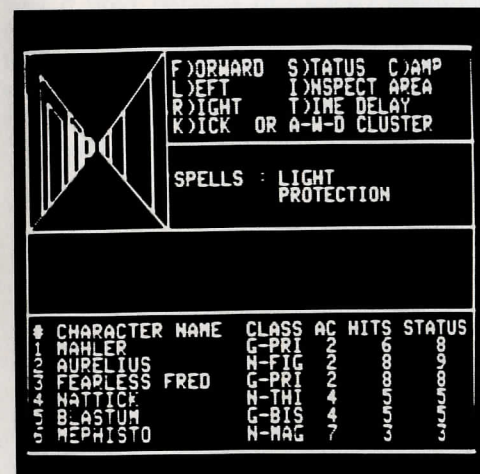 F)ORWARD S)TATUS C)AMP
L)EFT I)NSPECT AREA
R)IGHT T)IME DELAY
K)ICK OR A-W-D CLUSTER
SPELLS : LIGHT
PROTECTION
# CHARACTER NAME CLASS AC HITS STATUS
1 MAHLER G-PRI 2 6 8
2 AURELIUS N-FIG 2 8 9
3 FEARLESS FRED G-PRI 2 8 8
4 NATTICK N-THI 4 5 5
5 BLASTUM G-BIS 4 5 5
6 MEPHISTO N-MAG 7 3 3